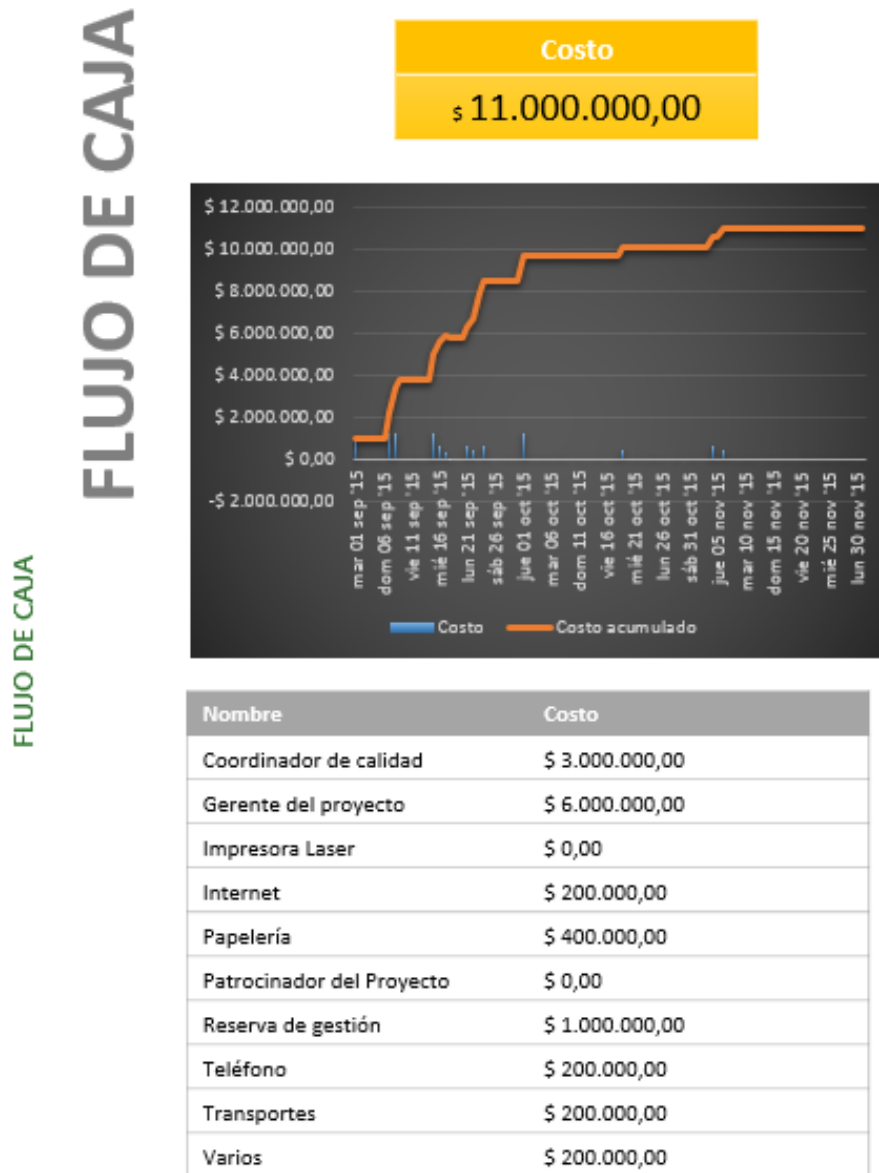 FLUJO DE CAJA
FLUJO DE CAJA
Costo
$ 11.000.000,00
$ 12.000.000,00
$ 10.000.000,00
$ 8.000.000,00
$ 6.000.000,00
$ 4.000.000,00
$ 2.000.000,00
$ 0,00
-$ 2.000.000,00
mar 01 sep '15
dom 06 sep '15
vie 11 sep '15
mié 16 sep '15
lun 21 sep '15
sáb 26 sep '15
jue 01 oct '15
mar 06 oct '15
dom 11 oct '15
vie 16 oct '15
mié 21 oct '15
lun 26 oct '15
sáb 31 oct '15
jue 05 nov '15
mar 10 nov '15
dom 15 nov '15
vie 20 nov '15
mié 25 nov '15
lun 30 nov '15
Costo Costo acumulado
Nombre Costo
Coordinador de calidad $ 3.000.000,00
Gerente del proyecto $ 6.000.000,00
Impresora Laser $ 0,00
Internet $ 200.000,00
Papelería $ 400.000,00
Patrocinador del Proyecto $ 0,00
Reserva de gestión $ 1.000.000,00
Teléfono $ 200.000,00
Transportes $ 200.000,00
Varios $ 200.000,00